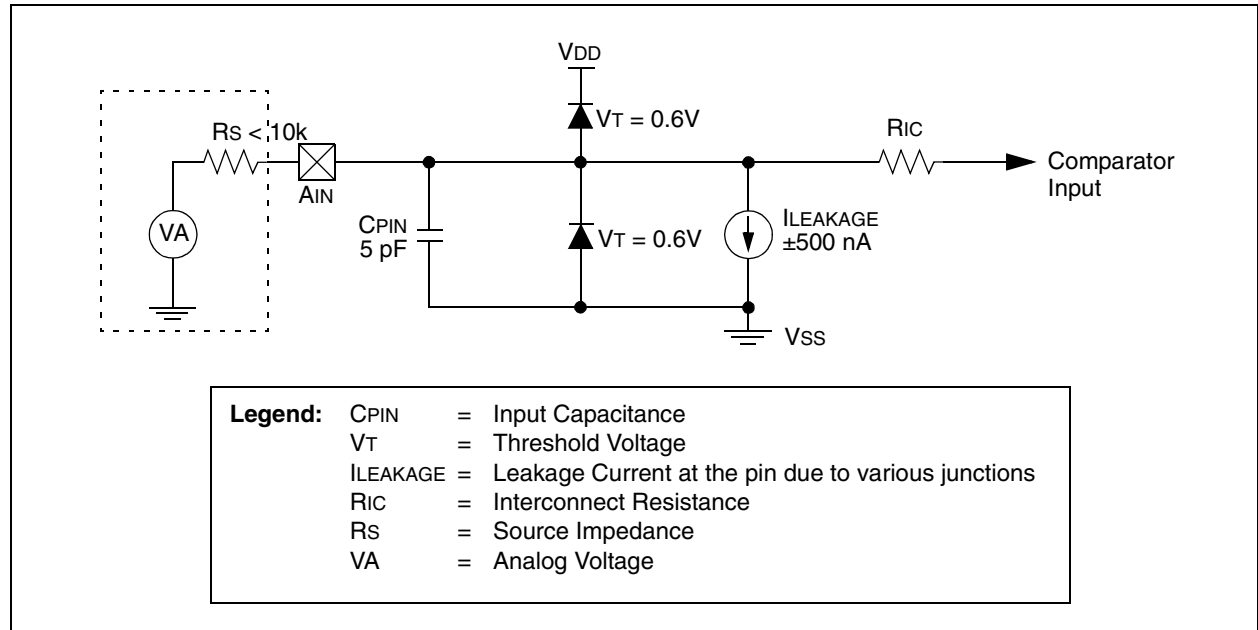 VDD
VT = 0.6V
RS < 10k
RIC
AIN
Comparator
Input
VA
CPIN
5 pF
VT = 0.6V
ILEAKAGE
±500 nA
VSS
Legend: CPIN = Input Capacitance
VT = Threshold Voltage
ILEAKAGE = Leakage Current at the pin due to various junctions
RIC = Interconnect Resistance
RS = Source Impedance
VA = Analog Voltage